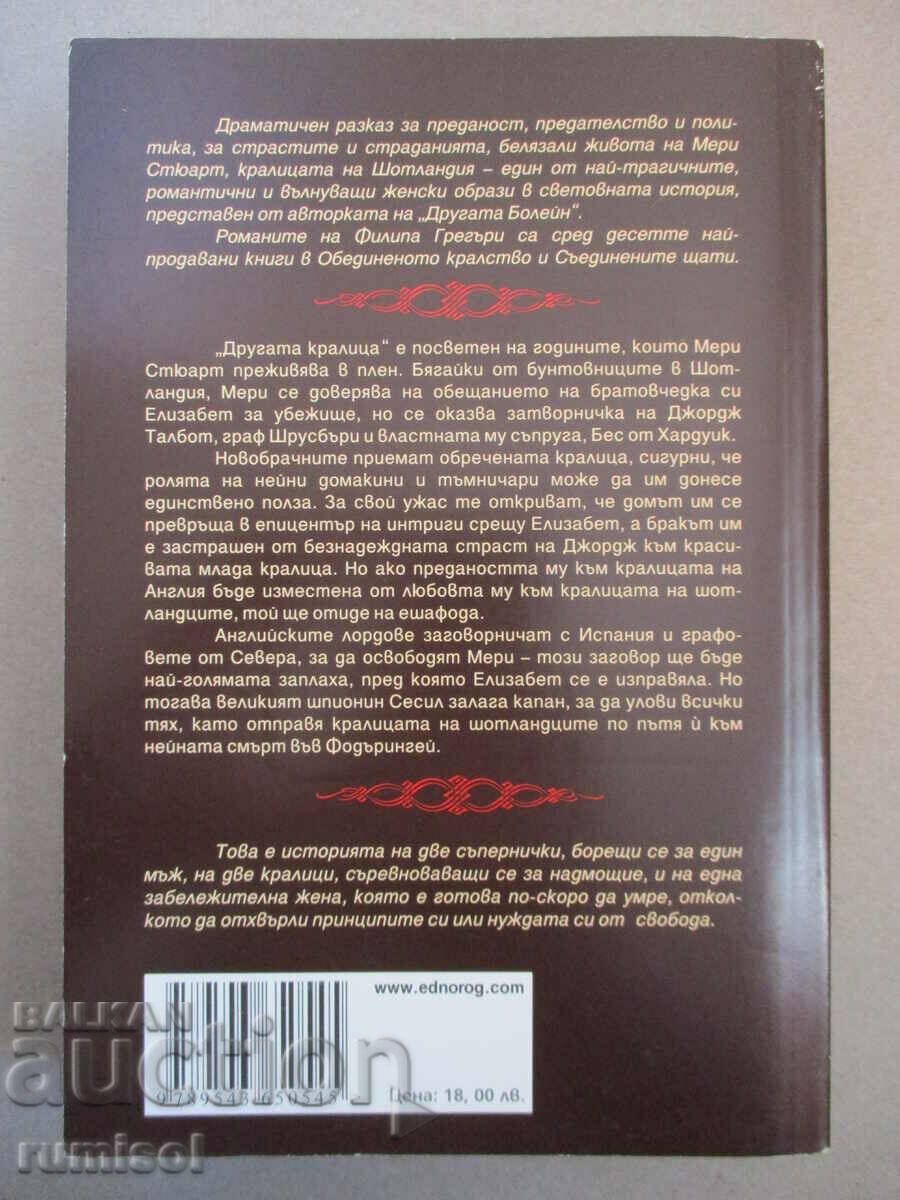 Драматичен разказ за преданост, предателство и поли-
тика, за страстите и страданията, белязали живота на Мери
Стюарт, кралицата на Шотландия – един от най-трагичните,
романтични и вълнуващи женски образи в световната история,
представен от авторката на „Другата Болейн“.
Романите на Филипа Грегъри са сред десетте най-
продавани книги в Обединеното кралство и Съединените щати.
„Другата кралица“ е посветен на годините, които Мери
Стюарт преживява в плен. Бягайки от бунтовниците в Шот-
ландия, Мери се доверява на обещанието на братовчедка си
Елизабет за убежище, но се оказва затворничка на Джордж
Талбот, граф Шрусбъри и властната му съпруга, Бес от Хардуик.
Новобрачните приемат обречената кралица, сигурни, че
ролята на нейни домакини и тъмничари може да им донесе
единствено полза. За свой ужас те откриват, че домът им се
превръща в епицентър на интриги срещу Елизабет, а бракът им
е застрашен от безнадеждната страст на Джордж към краси-
вата млада кралица. Но ако предаността му към кралицата на
Англия бъде изместена от любовта му към кралицата на шот-
ландците, той ще отиде на ешафода.
Английските лордове заговорничат с Испания и графо-
вете от Севера, за да освободят Мери – този заговор ще бъде
най-голямата заплаха, пред която Елизабет се е изправяла. Но
тогава великият шпионин Сесил залага капан, за да улови всички
тях, като отправя кралицата на шотландците по пътя ѝ към
нейната смърт във Фодърингей.
Това е историята на две съпернички, борещи се за един
мъж, на две кралици, съревноваващи се за надмощие, и на една
забележителна жена, която е готова по-скоро да умре, откол-
кото да отхвърли принципите си или нуждата си от свобода.
www.ednorog.com
BALKAN
auction
9 789543 650545 >
Цена: 18, 00 лв.
rumisol